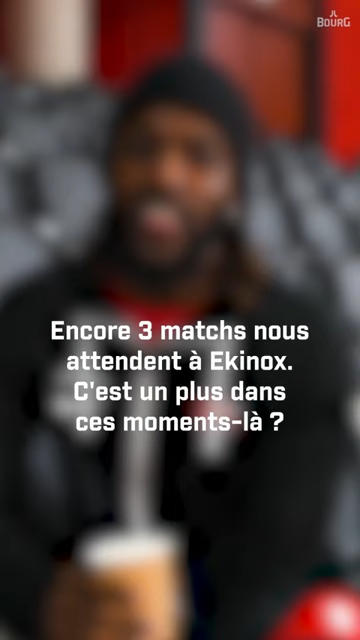 JL
BOURG
Encore 3 matchs nous
attendent à Ekinox.
C'est un plus dans
ces moments-là ?